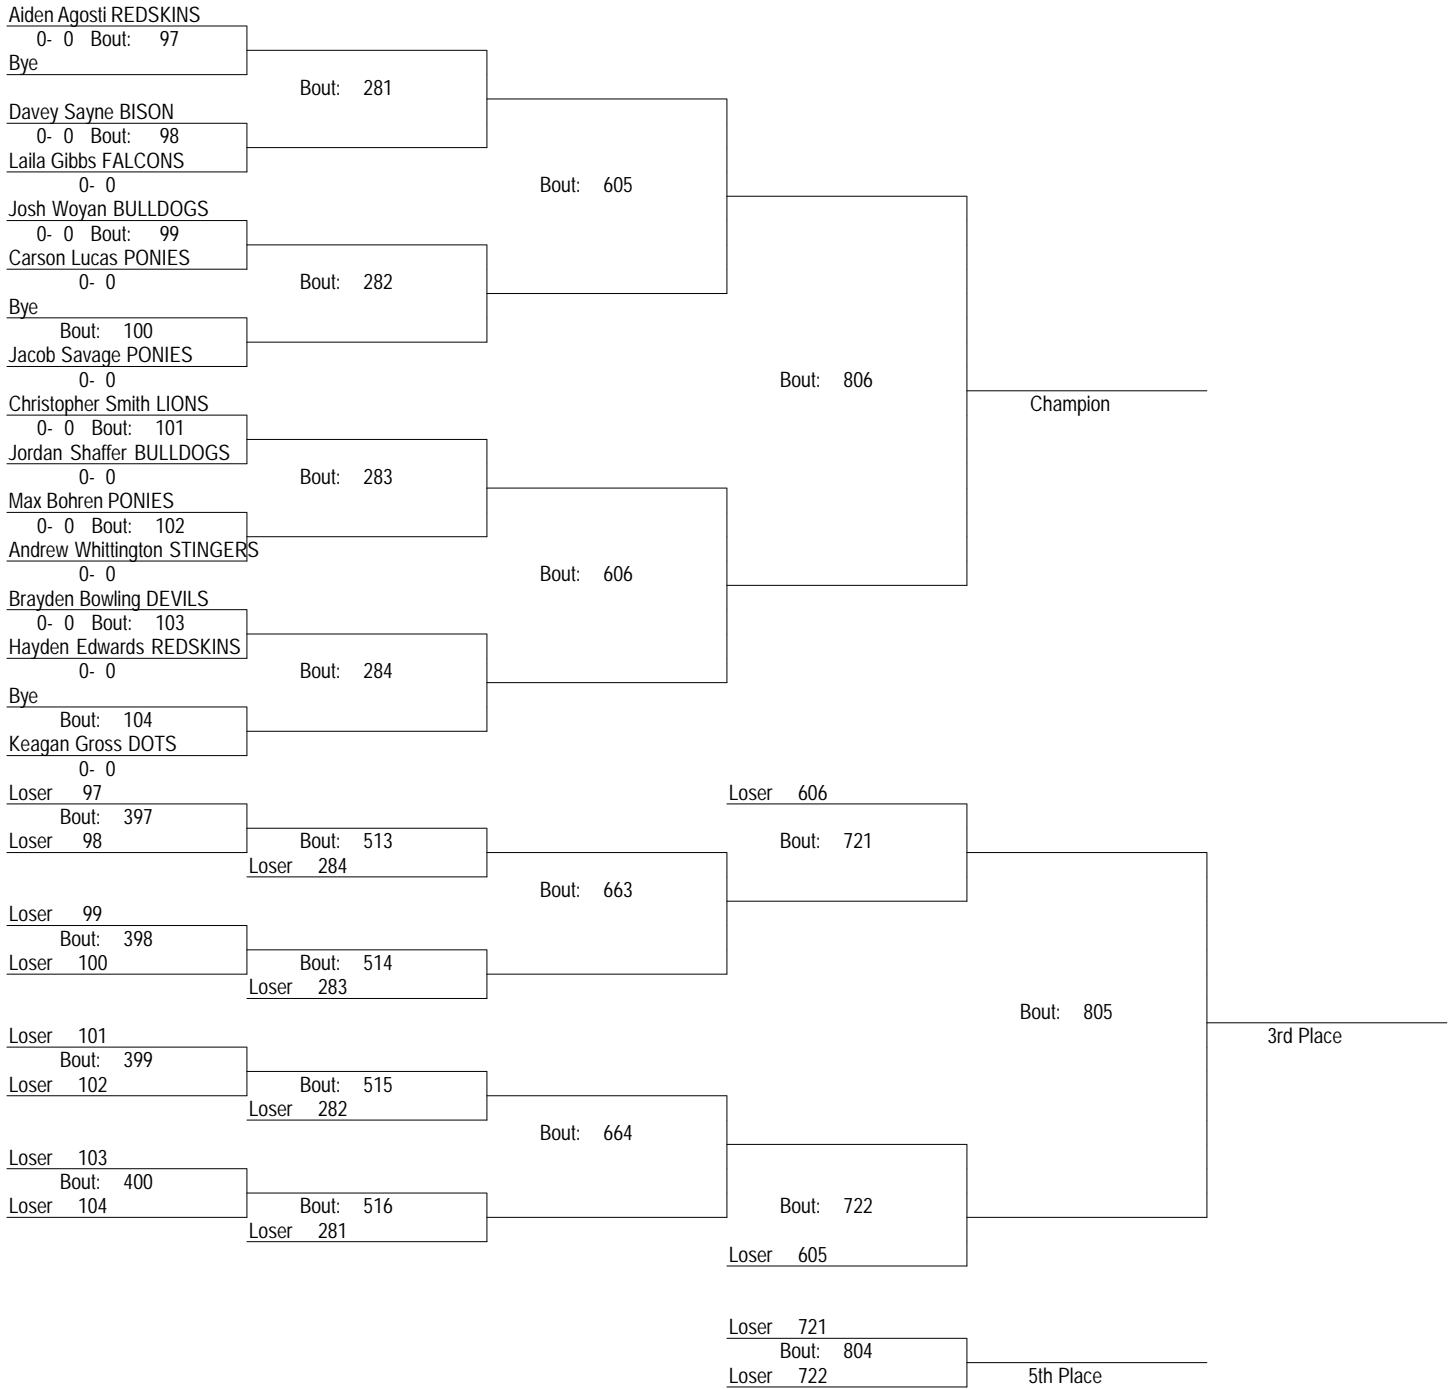 Aiden Agosti REDSKINS
0- 0 Bout: 97
Bye
Bout: 281
Davey Sayne BISON
0- 0 Bout: 98
Laila Gibbs FALCONS
0- 0
Bout: 605
Josh Woyan BULLDOGS
0- 0 Bout: 99
Carson Lucas PONIES
0- 0
Bout: 282
Bye
Bout: 100
Jacob Savage PONIES
0- 0
Bout: 806
Christopher Smith LIONS
Champion
0- 0 Bout: 101
Jordan Shaffer BULLDOGS
0- 0
Bout: 283
Max Bohren PONIES
0- 0 Bout: 102
Andrew Whittington STINGERS
0- 0
Bout: 606
Brayden Bowling DEVILS
0- 0 Bout: 103
Hayden Edwards REDSKINS
0- 0
Bout: 284
Bye
Bout: 104
Keagan Gross DOTS
0- 0
Loser 97
Loser 606
Bout: 397
Loser 98
Bout: 513
Bout: 721
Loser 284
Bout: 663
Loser 99
Bout: 398
Loser 100
Bout: 514
Loser 283
Bout: 805
Loser 101
3rd Place
Bout: 399
Loser 102
Bout: 515
Loser 282
Bout: 664
Loser 103
Bout: 400
Loser 104
Bout: 516
Bout: 722
Loser 281
Loser 605
Loser 721
Bout: 804
Loser 722
5th Place